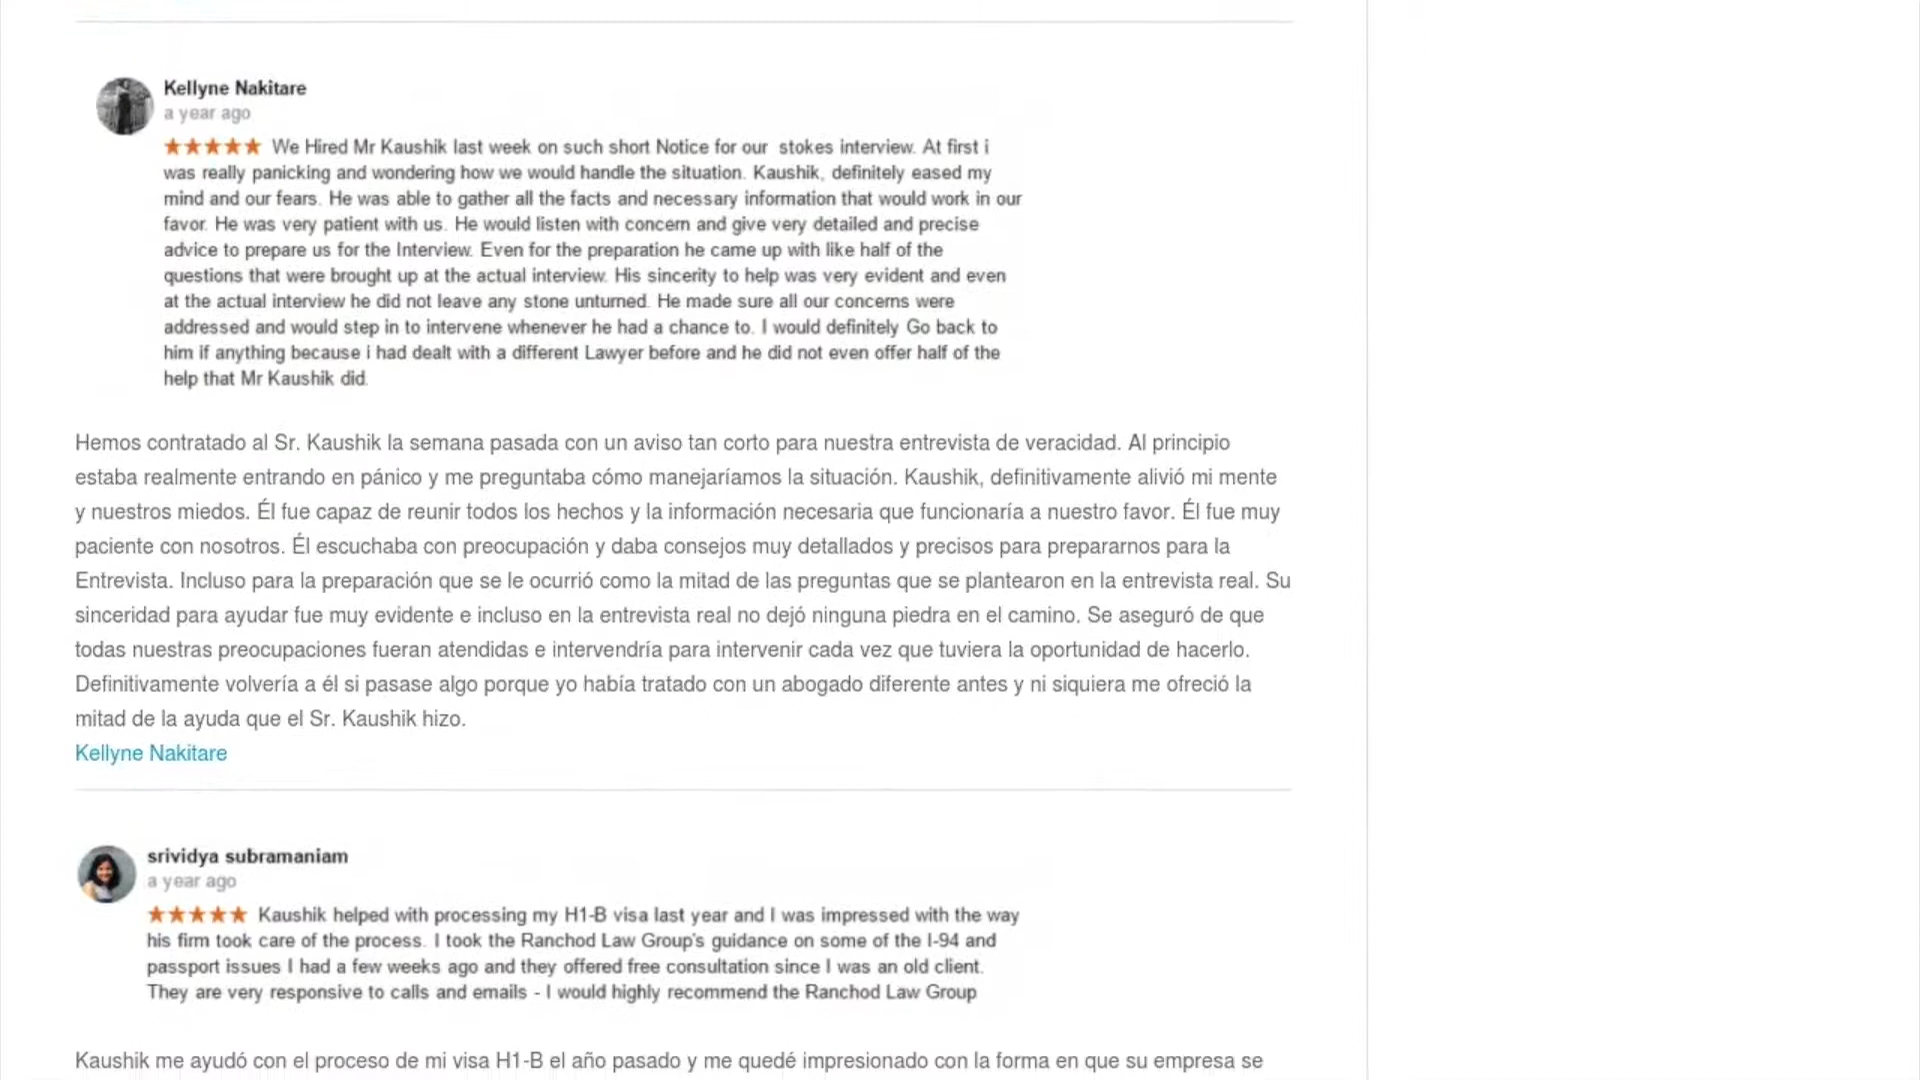 Kellyne Nakitare
a year ago
★★★★★ We Hired Mr Kaushik last week on such short Notice for our stokes interview. At first i
was really panicking and wondering how we would handle the situation. Kaushik, definitely eased my
mind and our fears. He was able to gather all the facts and necessary information that would work in our
favor. He was very patient with us. He would listen with concern and give very detailed and precise
advice to prepare us for the Interview. Even for the preparation he came up with like half of the
questions that were brought up at the actual interview. His sincerity to help was very evident and even
at the actual interview he did not leave any stone unturned. He made sure all our concerns were
addressed and would step in to intervene whenever he had a chance to. I would definitely Go back to
him if anything because i had dealt with a different Lawyer before and he did not even offer half of the
help that Mr Kaushik did.
Hemos contratado al Sr. Kaushik la semana pasada con un aviso tan corto para nuestra entrevista de veracidad. Al principio
estaba realmente entrando en pánico y me preguntaba cómo manejaríamos la situación. Kaushik, definitivamente alivió mi mente
y nuestros miedos. Él fue capaz de reunir todos los hechos y la información necesaria que funcionaría a nuestro favor. Él fue muy
paciente con nosotros. Él escuchaba con preocupación y daba consejos muy detallados y precisos para prepararnos para la
Entrevista. Incluso para la preparación que se le ocurrió como la mitad de las preguntas que se plantearon en la entrevista real. Su
sinceridad para ayudar fue muy evidente e incluso en la entrevista real no dejó ninguna piedra en el camino. Se aseguró de que
todas nuestras preocupaciones fueran atendidas e intervendría para intervenir cada vez que tuviera la oportunidad de hacerlo.
Definitivamente volvería a él si pasase algo porque yo había tratado con un abogado diferente antes y ni siquiera me ofreció la
mitad de la ayuda que el Sr. Kaushik hizo.
Kellyne Nakitare
srividya subramaniam
a year ago
★★★★★ Kaushik helped with processing my H1-B visa last year and I was impressed with the way
his firm took care of the process. I took the Ranchod Law Group's guidance on some of the I-94 and
passport issues I had a few weeks ago and they offered free consultation since I was an old client.
They are very responsive to calls and emails - I would highly recommend the Ranchod Law Group
Kaushik me ayudó con el proceso de mi visa H1-B el año pasado y me quedé impresionado con la forma en que su empresa se